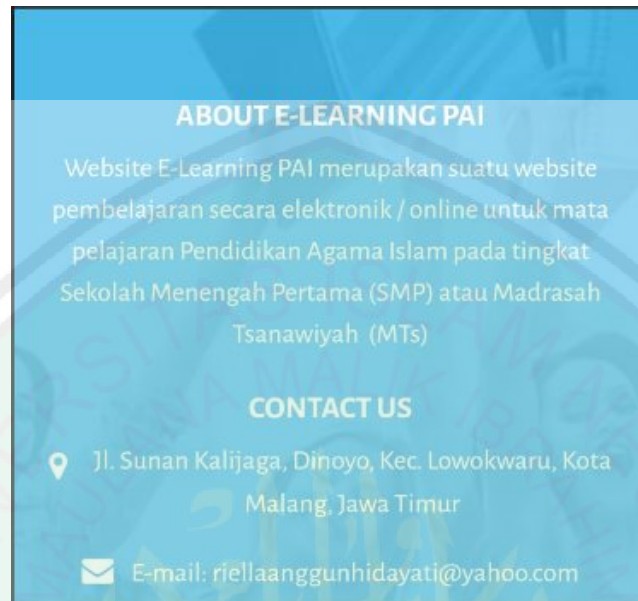 ABOUT E-LEARNING PAI
Website E-Learning PAI merupakan suatu website
pembelajaran secara elektronik / online untuk mata
pelajaran Pendidikan Agama Islam pada tingkat
Sekolah Menengah Pertama (SMP) atau Madrasah
Tsanawiyah (MTs)
CONTACT US
Jl. Sunan Kalijaga, Dinoyo, Kec. Lowokwaru, Kota
Malang, Jawa Timur
E-mail: riellaanggunhidayati@yahoo.com